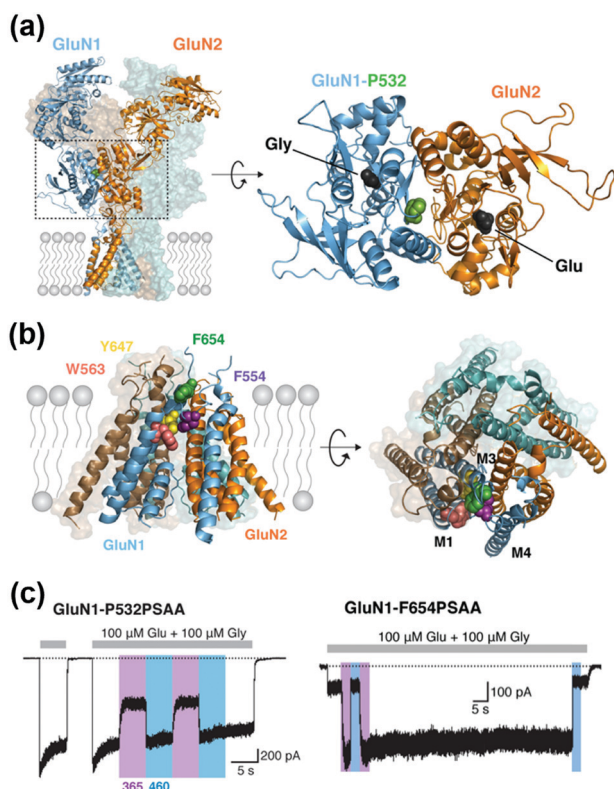 (a)
GluN1
GluN2
GluN1-P532
GluN2
Gly
Glu
(b)
F654
Y647
W563
F554
GluN1
GluN2
M3
M1
M4
(c)
GluN1-P532PSAA
GluN1-F654PSAA
100 µM Glu + 100 µM Gly
100 µM Glu + 100 µM Gly
100 pA
5 s
200 pA
5 s
365 460